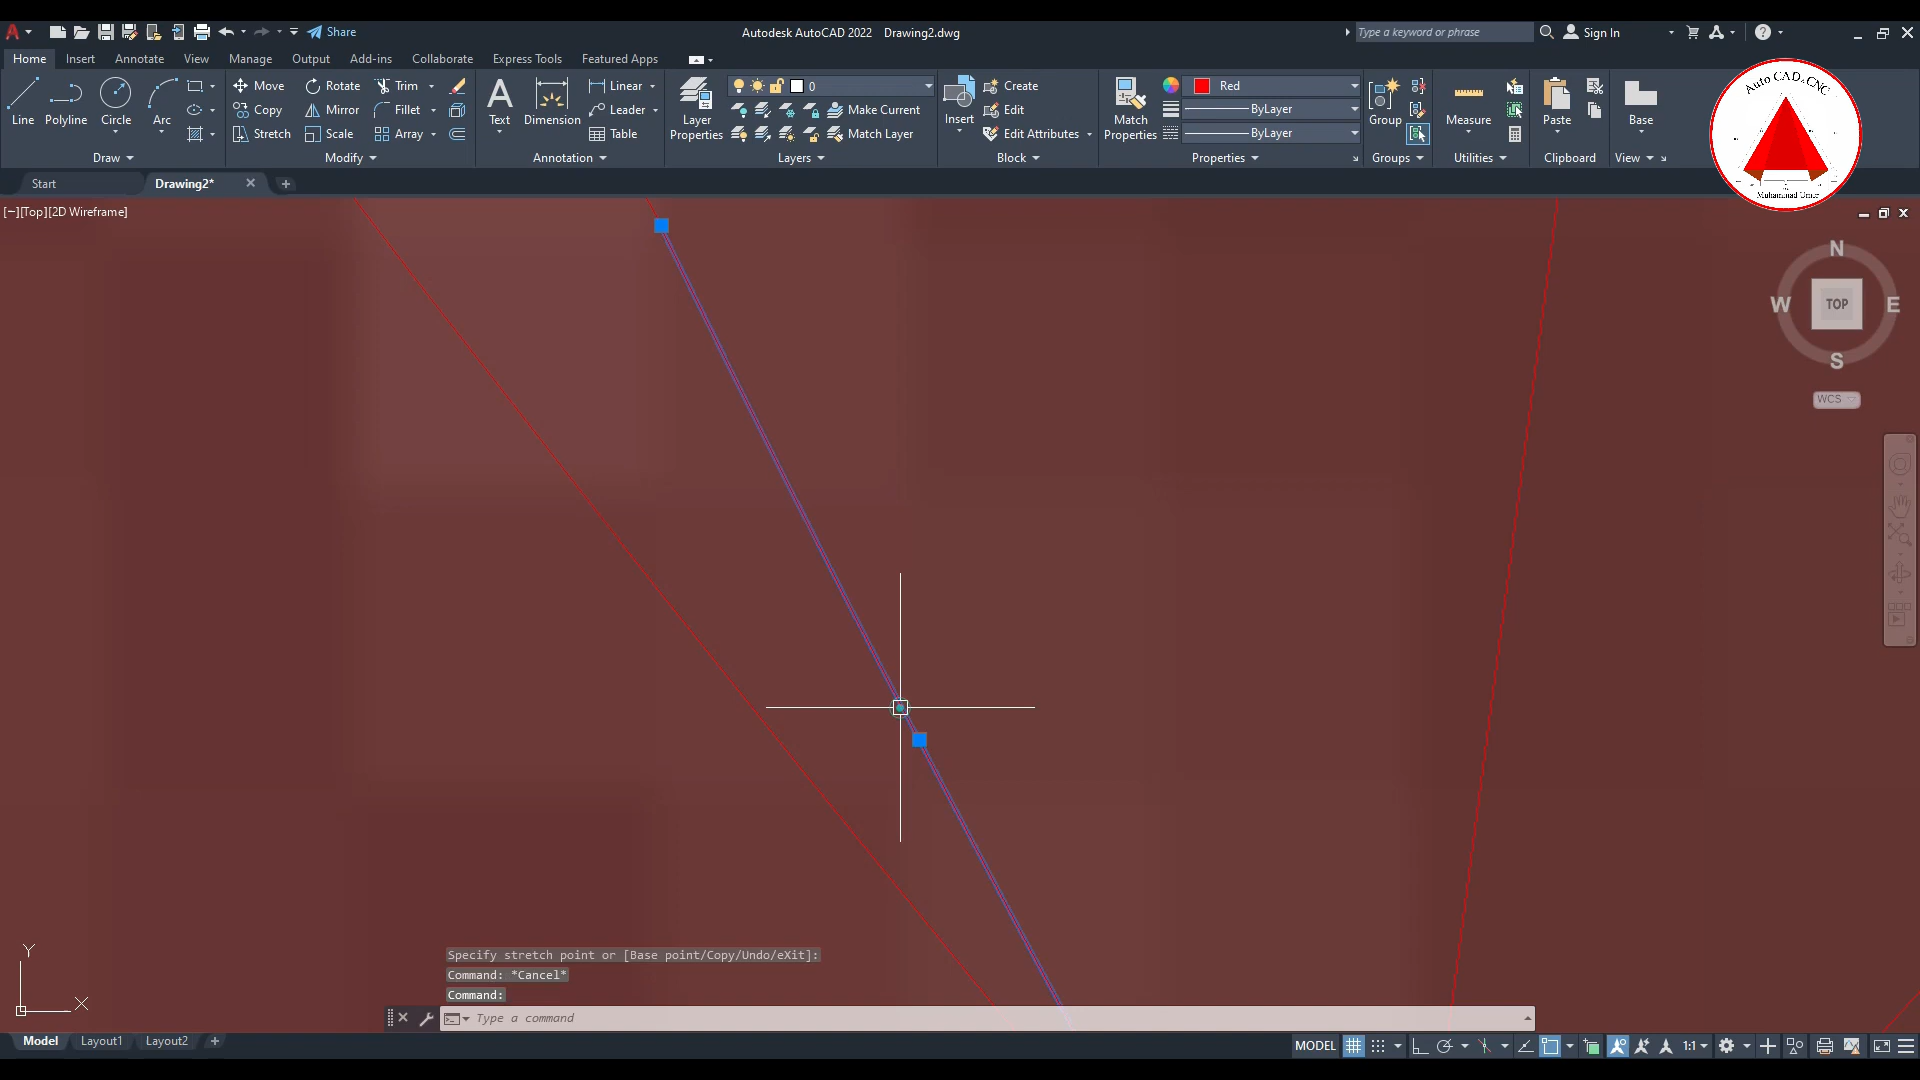 Share
Autodesk AutoCAD 2022 Drawing2.dwg
Type a keyword or phrase
Sign In
Home Insert Annotate View Manage Output Add-ins Collaborate Express Tools Featured Apps
Line
Polyline
Circle
Arc
Draw
Move Rotate Trim
Copy Mirror Fillet
Stretch Scale Array
Modify
Text
Dimension
Linear
Leader
Table
Annotation
Layer
Properties
0
Make Current
Match Layer
Layers
Insert
Create
Edit
Edit Attributes
Block
Match
Properties
Red
ByLayer
ByLayer
Properties
Group
Groups
Measure
Utilities
Paste
Clipboard
Base
View
Auto CAD & CNC
Muhammad Umer
Start Drawing2*
[−][Top][2D Wireframe]
N
W TOP E
S
WCS
Y
X
Specify stretch point or [Base point/Copy/Undo/eXit]:
Command: *Cancel*
Command:
Type a command
Model Layout1 Layout2
MODEL 1:1